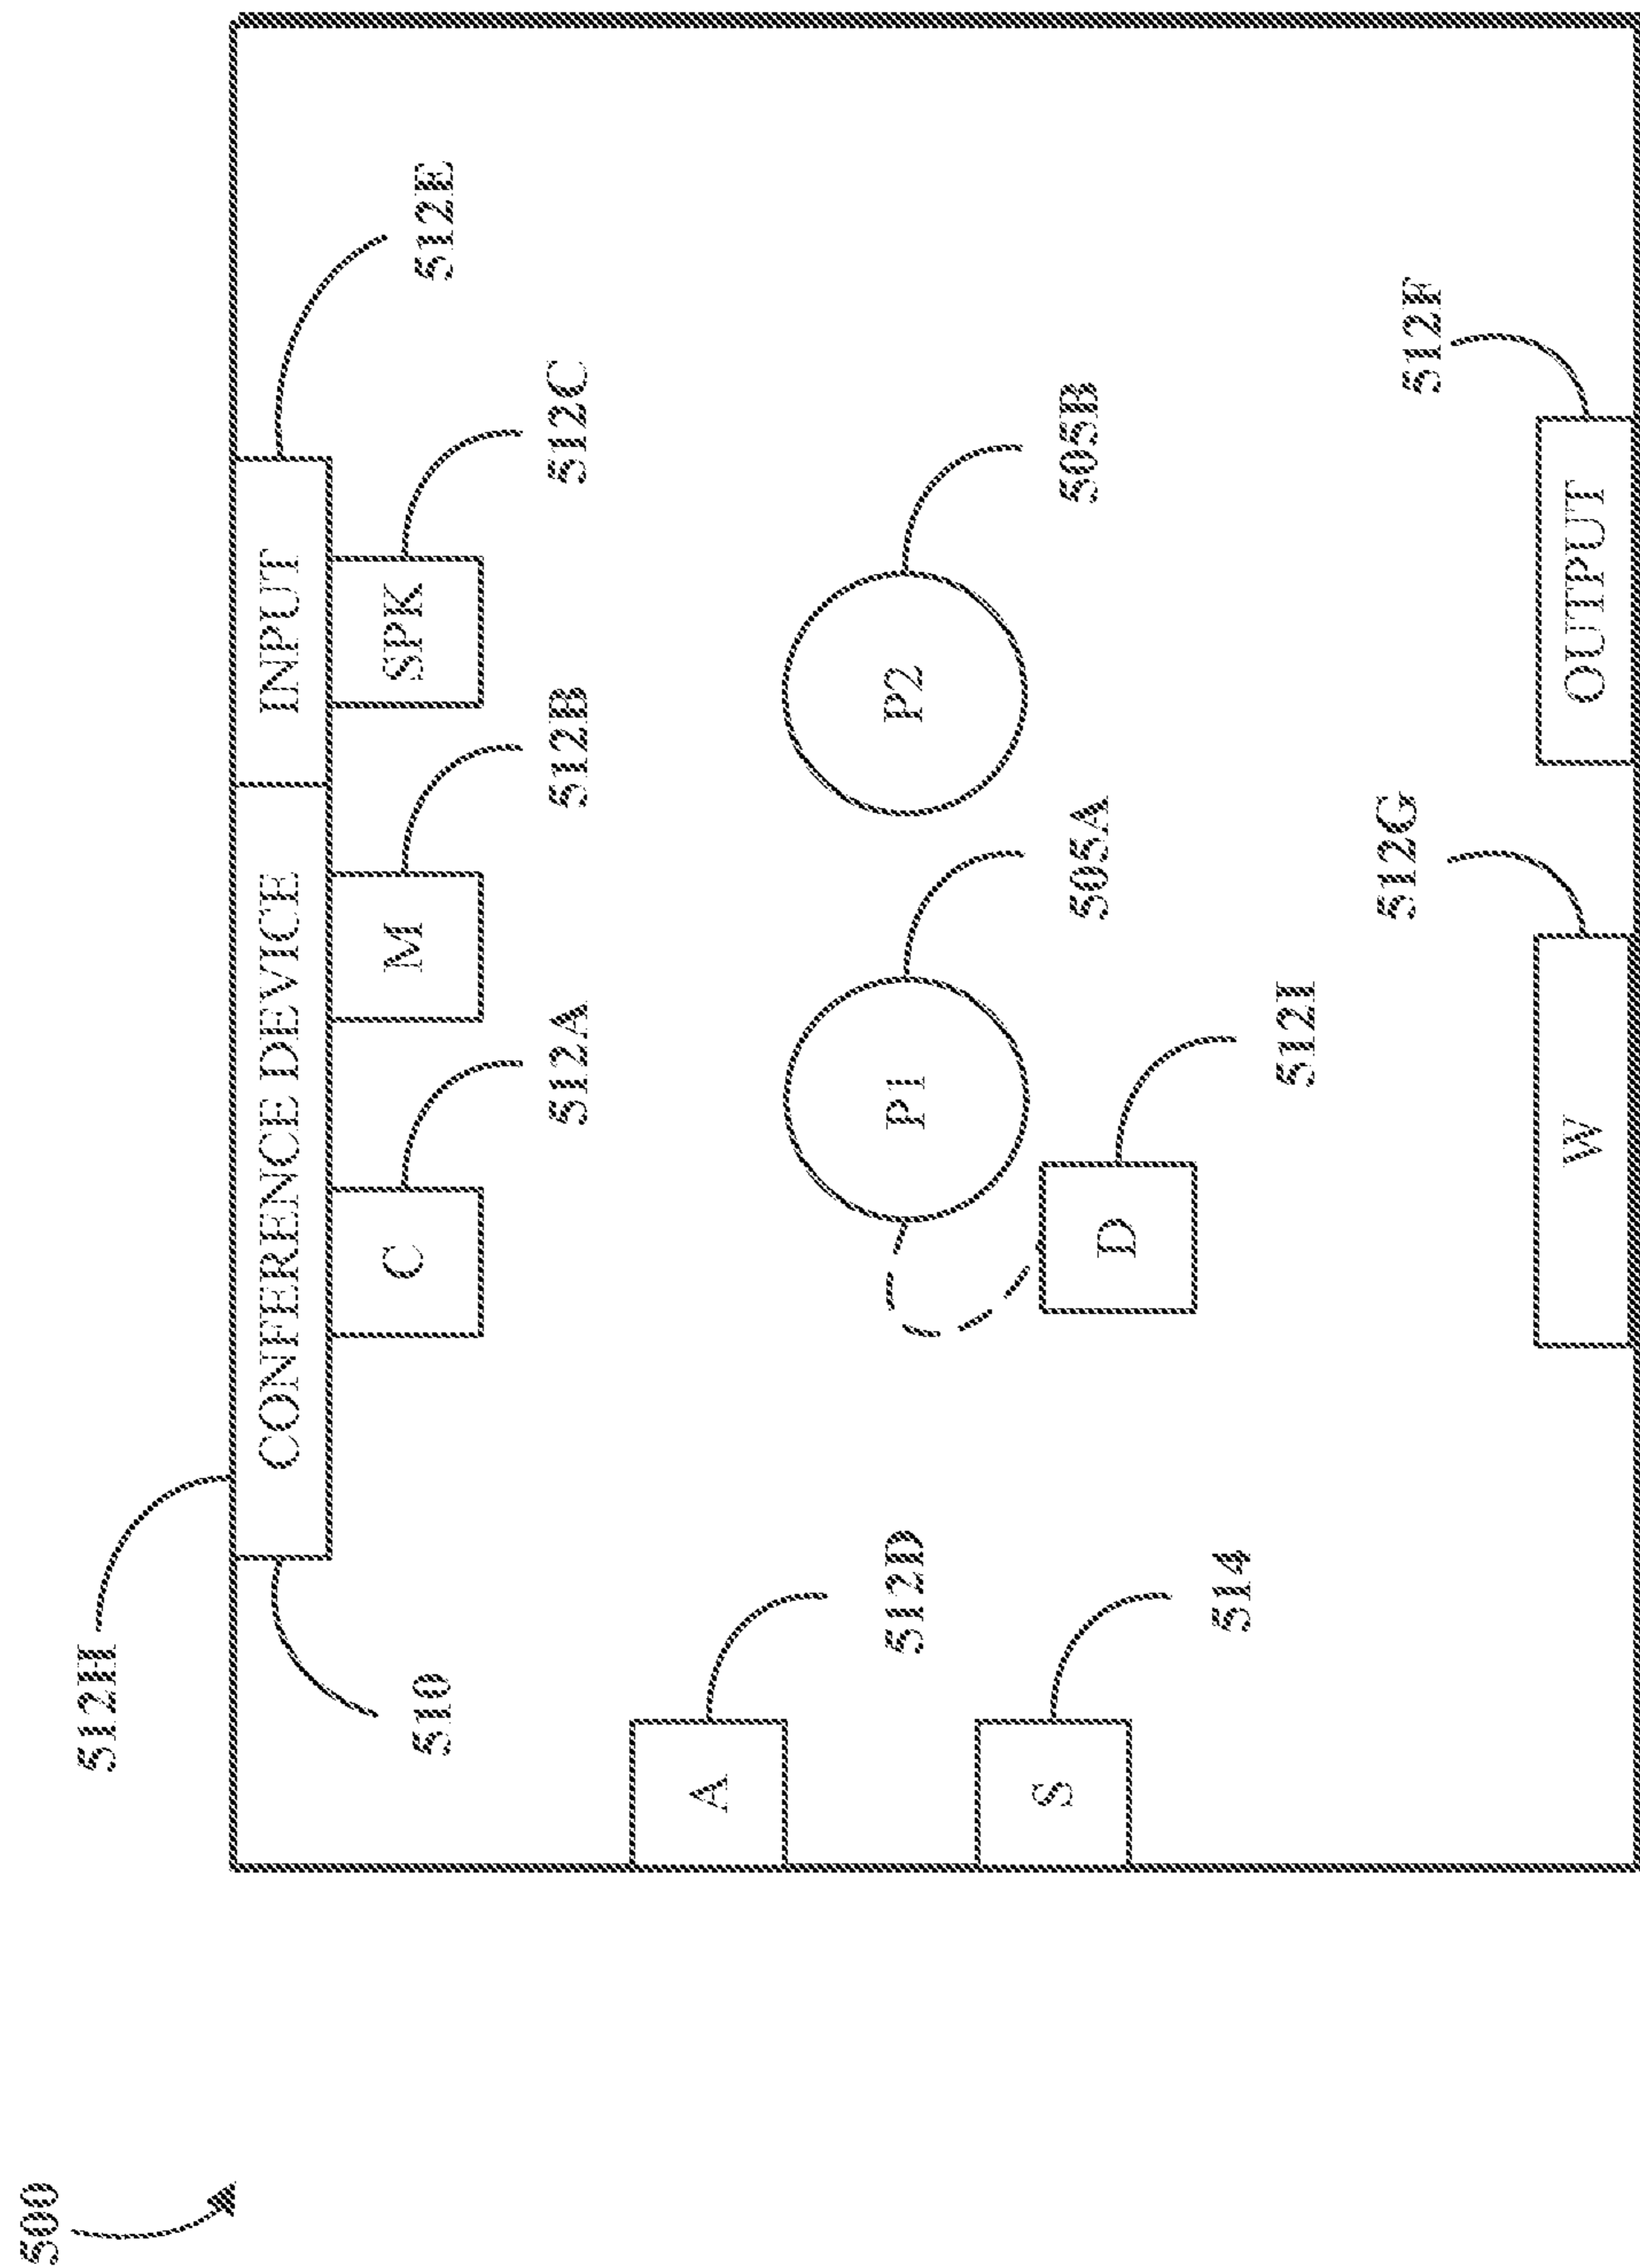 500
512H
CONFERENCE DEVICE
INPUT
C
M
SPK
510
512E
512A
512B
512C
A
512D
P1
P2
S
505A
505B
D
514
512I
512G
512F
W
OUTPUT